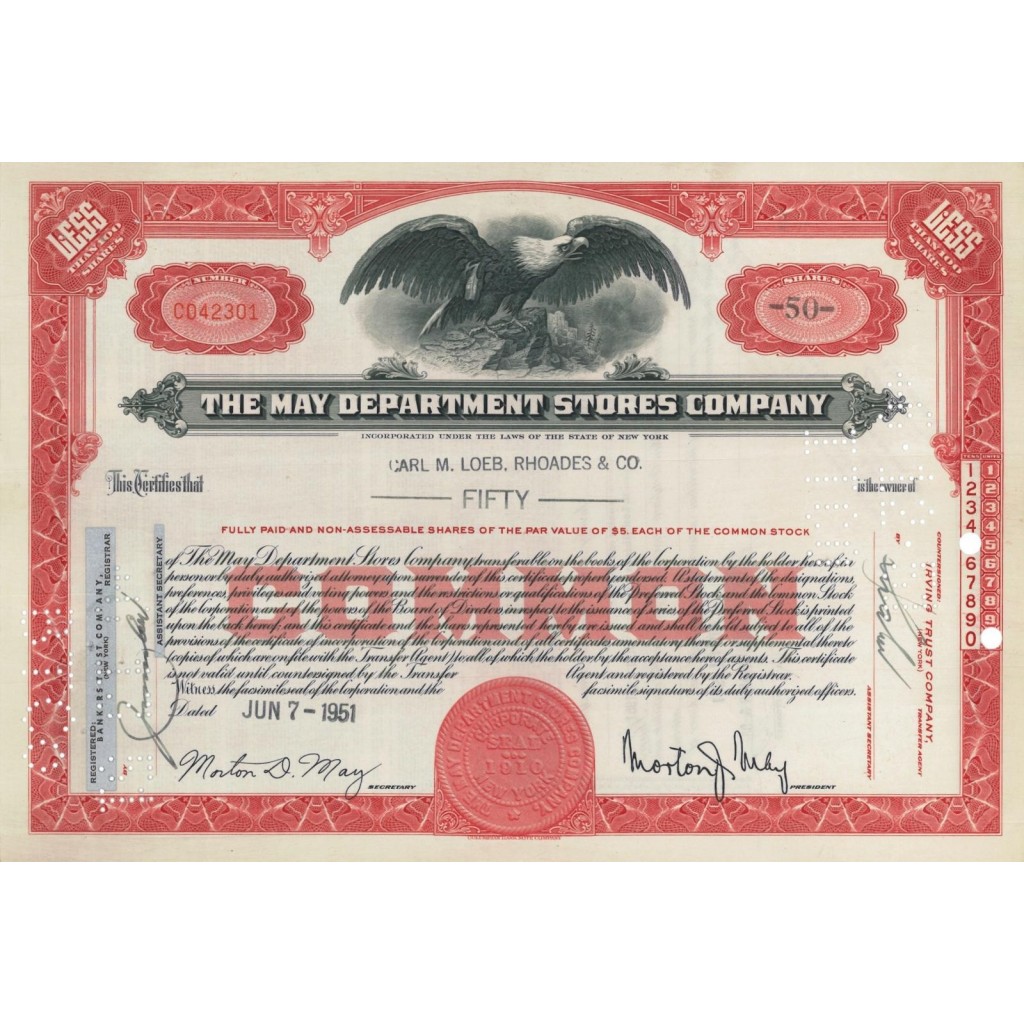 LESS
THAN 100
SHARES
LESS
THAN 100
SHARES
NUMBER
C042301
SHARES
-50-
THE MAY DEPARTMENT STORES COMPANY
INCORPORATED UNDER THE LAWS OF THE STATE OF NEW YORK
This Certifies that
CARL M. LOEB, RHOADES & CO.
is the owner of
FIFTY
FULLY PAID AND NON-ASSESSABLE SHARES OF THE PAR VALUE OF $5. EACH OF THE COMMON STOCK
of The May Department Stores Company, transferable on the books of the Corporation by the holder hereof in
person or by duly authorized attorney upon surrender of this certificate properly endorsed. A statement of the designations,
preferences, privileges and voting powers and the restrictions or qualifications of the Preferred Stock and the Common Stock
of the Corporation, and the powers of the Board of Directors in respect to the issuance of series of the Preferred Stock is printed
upon the back hereof, and this certificate and the shares represented hereby are issued and shall be held subject to all of the
provisions of the certificate of incorporation of the Corporation and of all certificates amendatory thereof, or supplemental thereto
(copies of which are on file with the Transfer Agent) to all of which the holder by the acceptance hereof assents. This certificate
is not valid until countersigned by the Transfer Agent and registered by the Registrar.
Witness, the facsimile seal of the Corporation and the facsimile signatures of its duly authorized officers.
COMMON
Dated JUN 7 - 1951
Morton D. May
SECRETARY
Morton J. May
PRESIDENT
SEAL
1910
REGISTERED:
BANKERS TRUST COMPANY,
(NEW YORK) REGISTRAR
BY
ASSISTANT SECRETARY
COUNTERSIGNED:
IRVING TRUST COMPANY,
(NEW YORK) TRANSFER AGENT
BY
ASSISTANT SECRETARY
TENS UNITS
1 1
2 2
3 3
4 4
5
6 6
7 7
8 8
9 9
0
COLUMBIAN BANK NOTE COMPANY